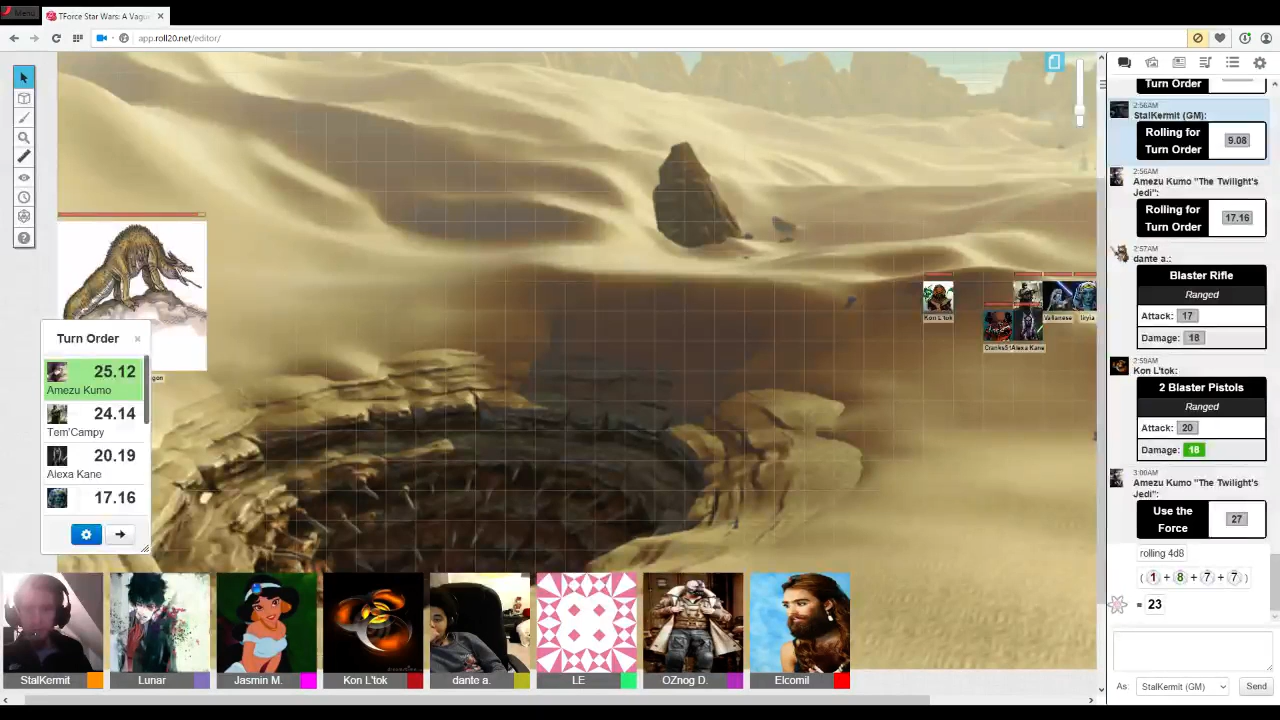 Menu
TForce Star Wars: A Vagu
app.roll20.net/editor/
Turn Order
2:56AM
StalKermit (GM):
Rolling for
Turn Order
9.08
2:56AM
Amezu Kumo "The Twilight's
Jedi":
Rolling for
Turn Order
17.16
2:57AM
dante a.:
Blaster Rifle
Ranged
Attack: 17
Damage: 18
2:59AM
Kon L'tok:
2 Blaster Pistols
Ranged
Attack: 20
Damage: 18
3:00AM
Amezu Kumo "The Twilight's
Jedi":
Use the
Force
27
rolling 4d8
(1+8+7+7)
= 23
As: StalKermit (GM)
Send
Kon L'tok
Alexa Kane
Vallanese
Turn Order
25.12
Amezu Kumo
24.14
Tem'Campy
20.19
Alexa Kane
17.16
StalKermit
Lunar
Jasmin M.
Kon L'tok
dante a.
LE
OZnog D.
Elcomil